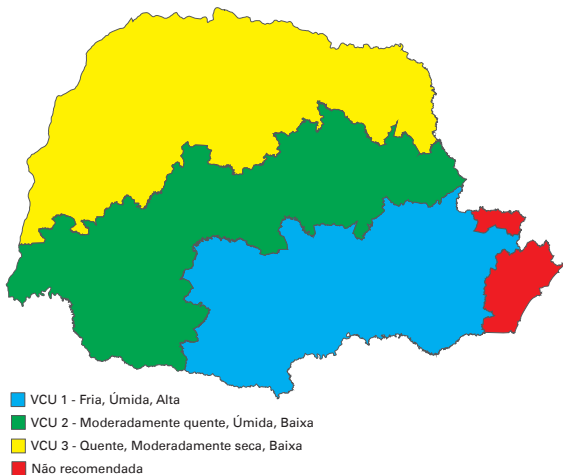 VCU 1 - Fria, Úmida, Alta
VCU 2 - Moderadamente quente, Úmida, Baixa
VCU 3 - Quente, Moderadamente seca, Baixa
Não recomendada